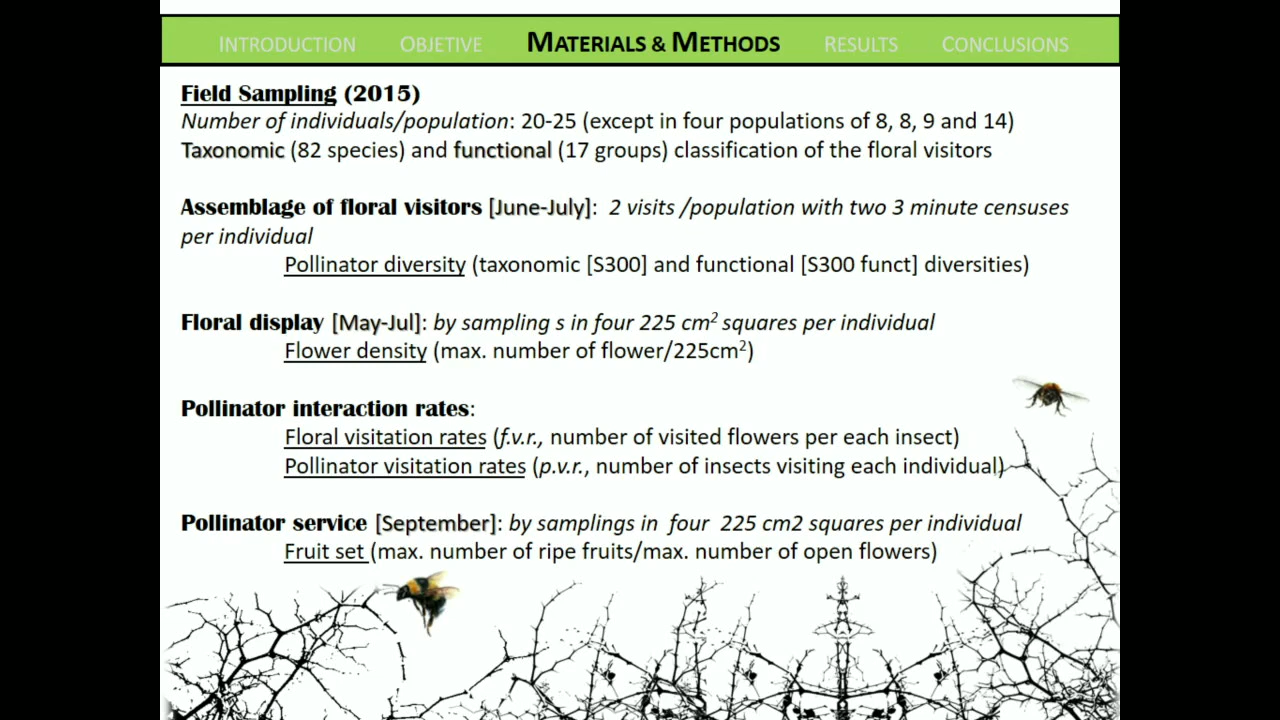 INTRODUCTION OBJETIVE MATERIALS & METHODS RESULTS CONCLUSIONS
Field Sampling (2015)
Number of individuals/population: 20-25 (except in four populations of 8, 8, 9 and 14)
Taxonomic (82 species) and functional (17 groups) classification of the floral visitors
Assemblage of floral visitors [June-July]: 2 visits /population with two 3 minute censuses
per individual
Pollinator diversity (taxonomic [S300] and functional [S300 funct] diversities)
Floral display [May-Jul]: by sampling s in four 225 cm² squares per individual
Flower density (max. number of flower/225cm²)
Pollinator interaction rates:
Floral visitation rates (f.v.r., number of visited flowers per each insect)
Pollinator visitation rates (p.v.r., number of insects visiting each individual)
Pollinator service [September]: by samplings in four 225 cm2 squares per individual
Fruit set (max. number of ripe fruits/max. number of open flowers)